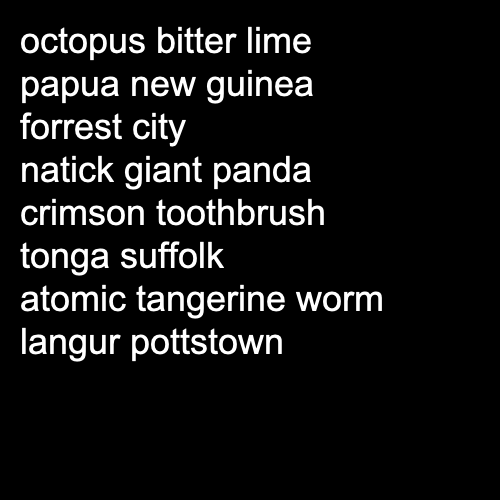 octopus bitter lime
papua new guinea
forrest city
natick giant panda
crimson toothbrush
tonga suffolk
atomic tangerine worm
langur pottstown